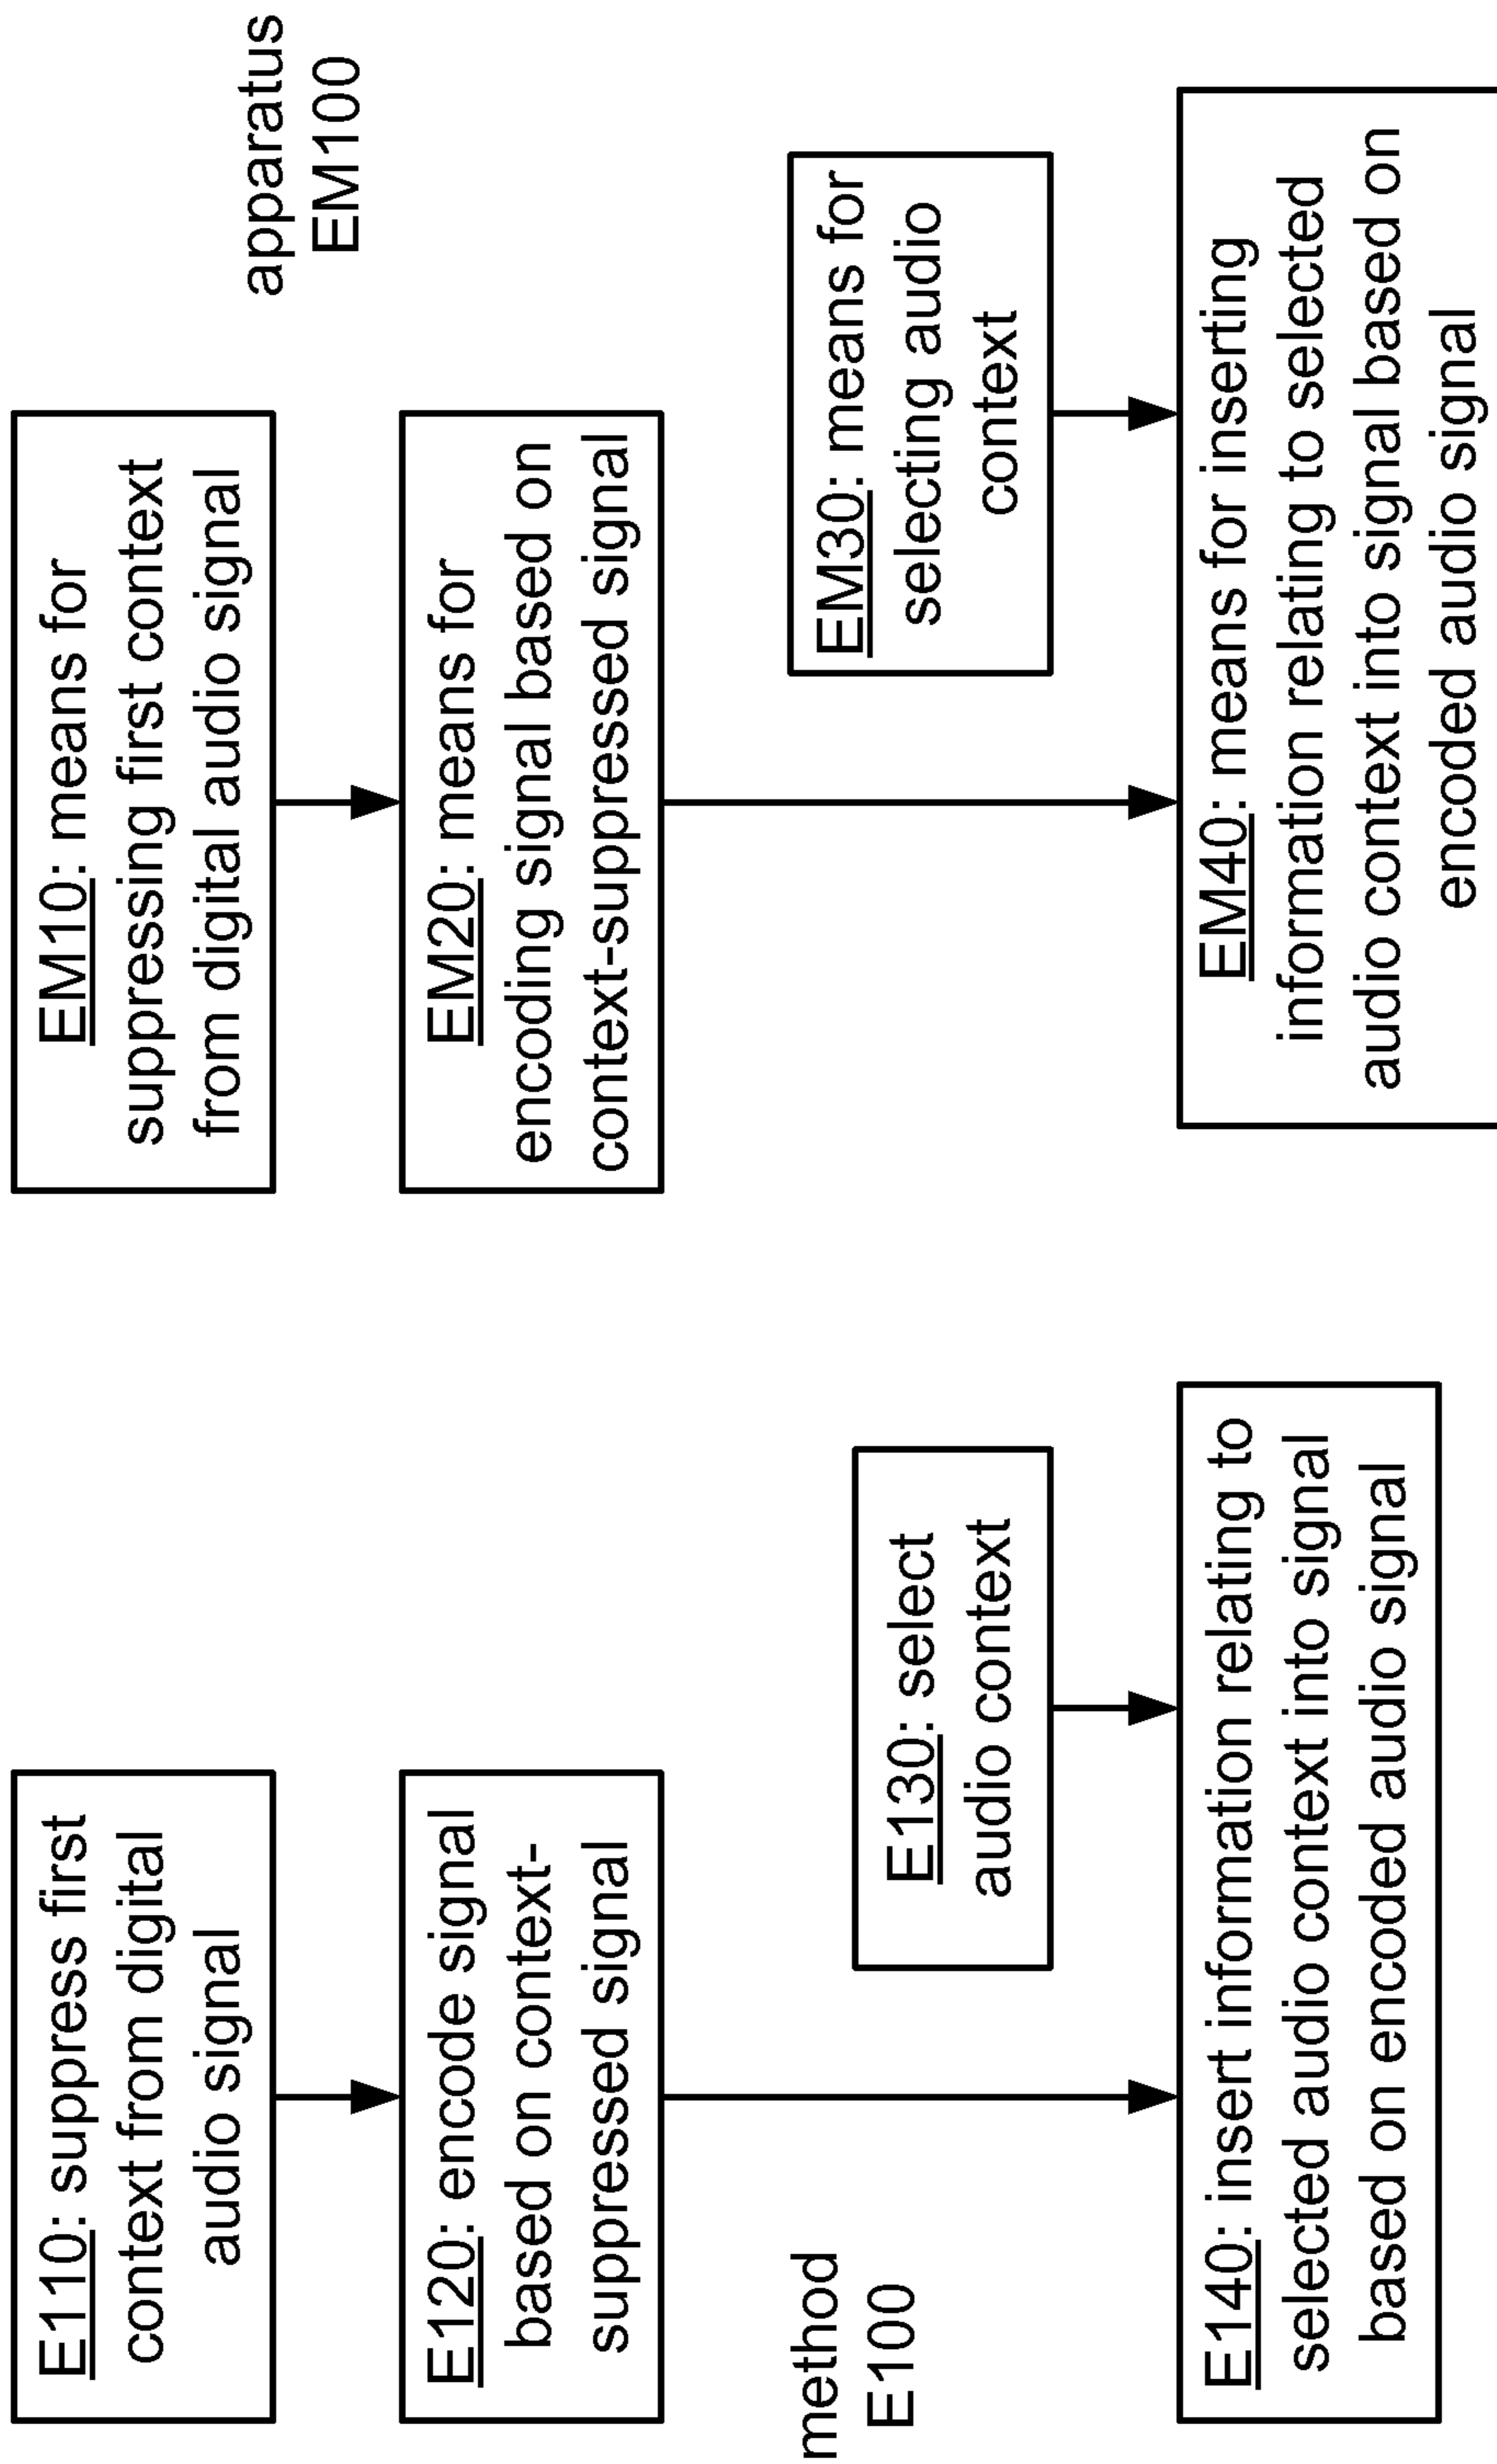 E110: suppress first
context from digital
audio signal
E120: encode signal
based on context-
suppressed signal
method
E100
E130: select
audio context
E140: insert information relating to
selected audio context into signal
based on encoded audio signal
apparatus
EM100
EM10: means for
suppressing first context
from digital audio signal
EM20: means for
encoding signal based on
context-suppressed signal
EM30: means for
selecting audio
context
EM40: means for inserting
information relating to selected
audio context into signal based on
encoded audio signal